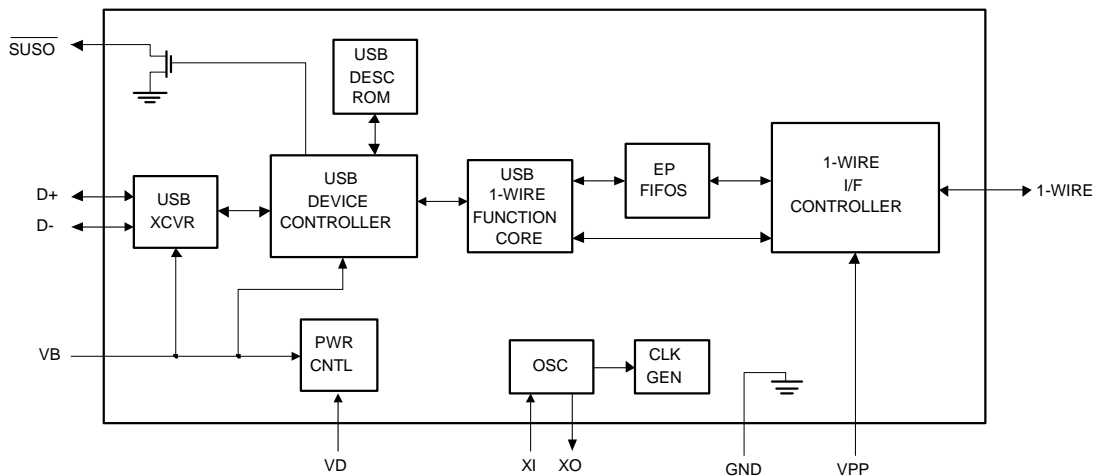 SUSO
USB
DESC
ROM
D+
D-
USB
XCVR
USB
DEVICE
CONTROLLER
USB
1-WIRE
FUNCTION
CORE
EP
FIFOS
1-WIRE
I/F
CONTROLLER
1-WIRE
VB
PWR
CNTL
OSC
CLK
GEN
VD
XI
XO
GND
VPP